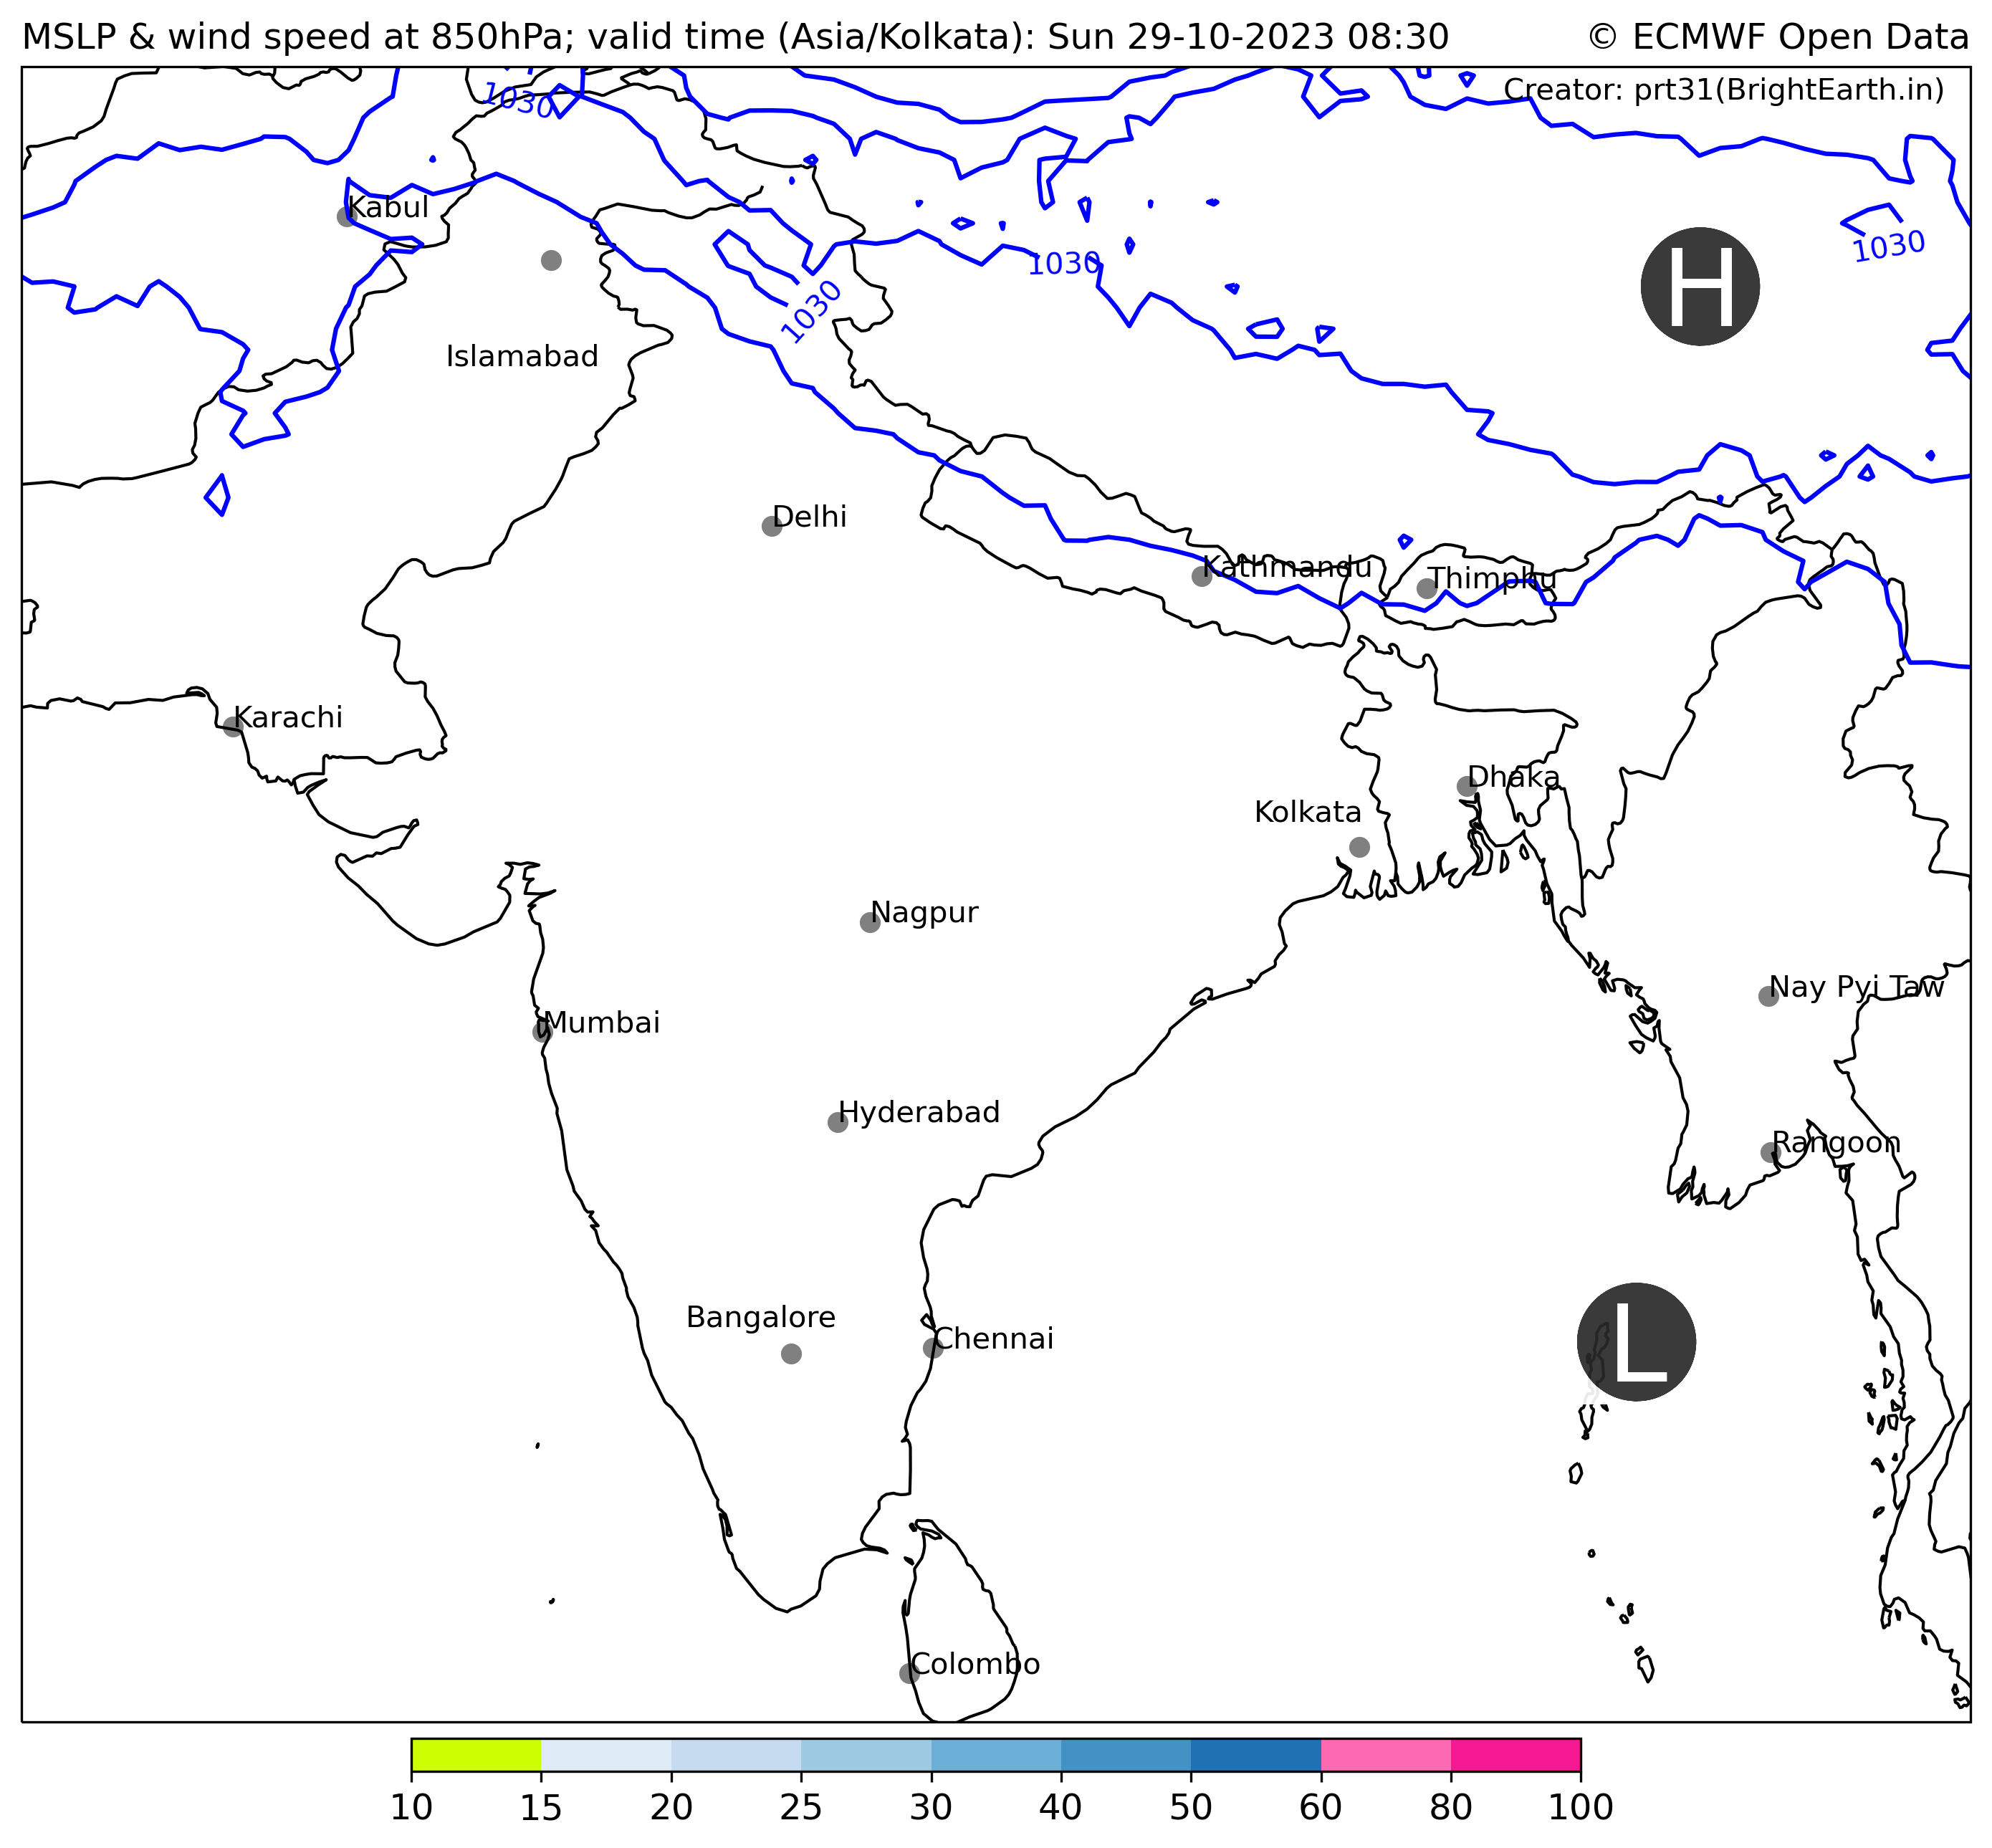 MSLP & wind speed at 850hPa; valid time (Asia/Kolkata): Sun 29-10-2023 08:30
© ECMWF Open Data
Creator: prt31(BrightEarth.in)
1030
Kabul
1030
1030
H
1030
Islamabad
Delhi
Kathmandu
Thimphu
Karachi
Dhaka
Kolkata
Nagpur
Nay Pyi Taw
Mumbai
Hyderabad
Rangoon
Bangalore
Chennai
L
Colombo
10 15 20 25 30 40 50 60 80 100